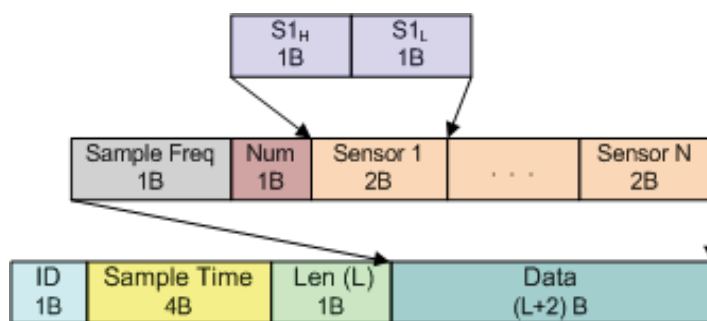 S1H S1L
1B 1B
Sample Freq Num Sensor 1 . . . Sensor N
1B 1B 2B 2B
ID Sample Time Len (L) Data
1B 4B 1B (L+2) B